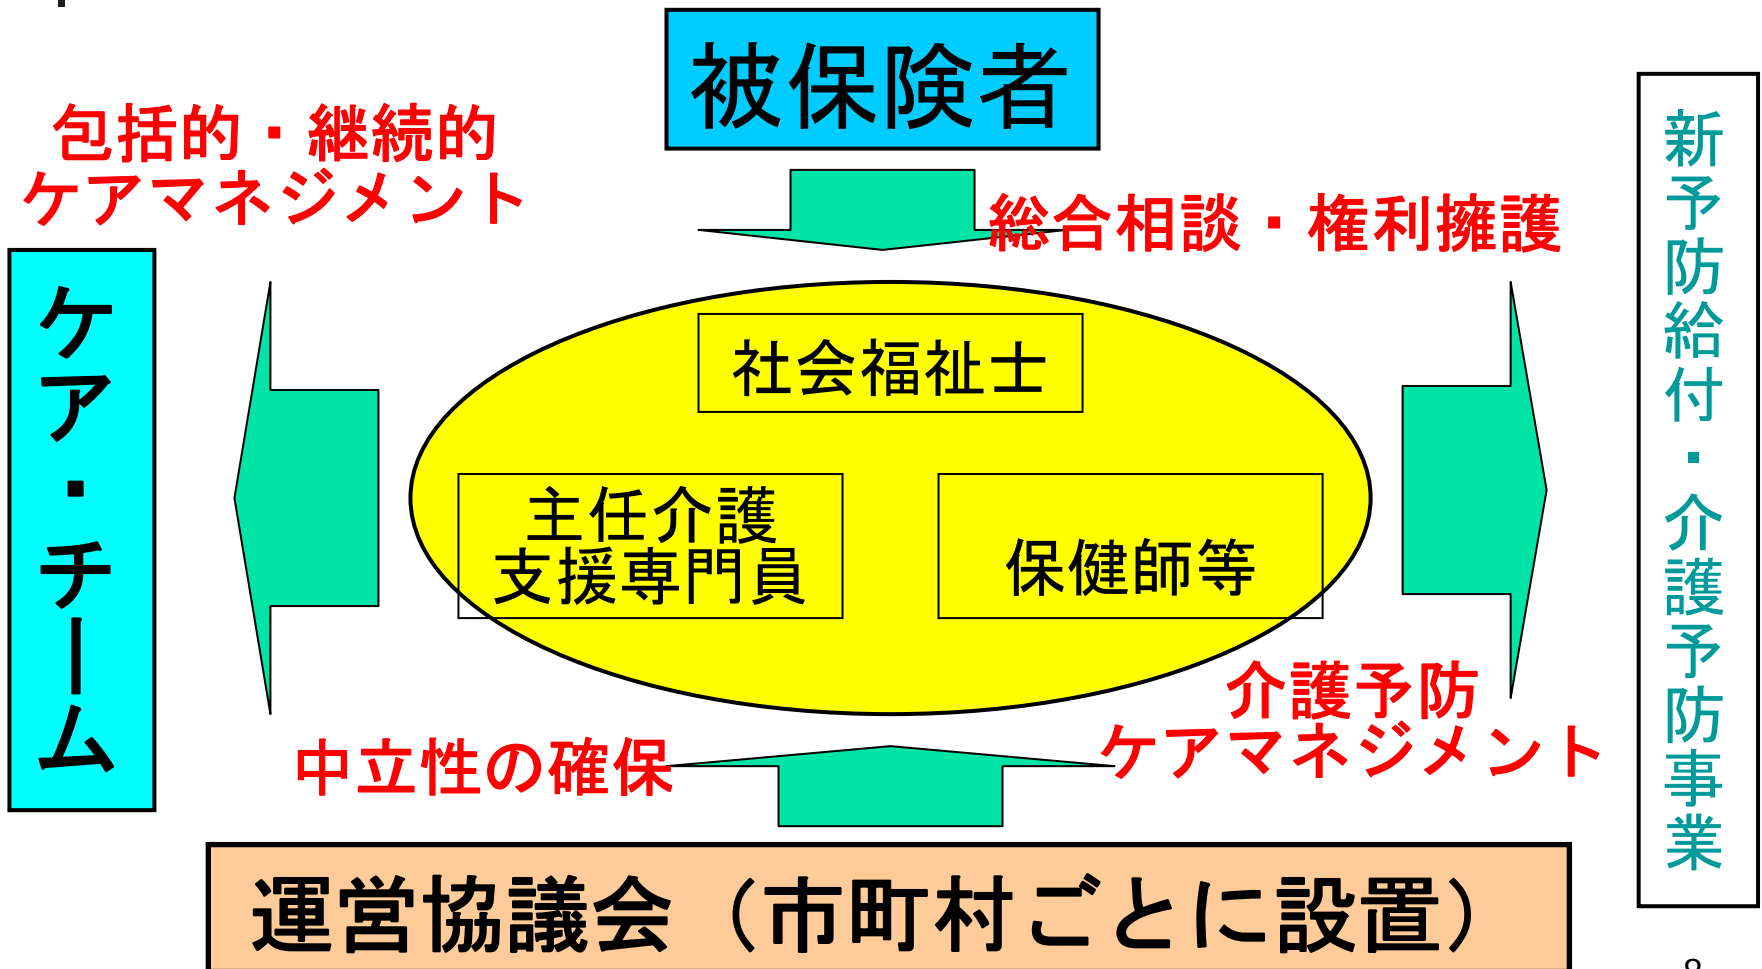 被保険者
包括的・継続的
ケアマネジメント
総合相談・権利擁護
ケア・チーム
社会福祉士
主任介護
支援専門員
保健師等
新予防給付・介護予防事業
介護予防
ケアマネジメント
中立性の確保
運営協議会（市町村ごとに設置）